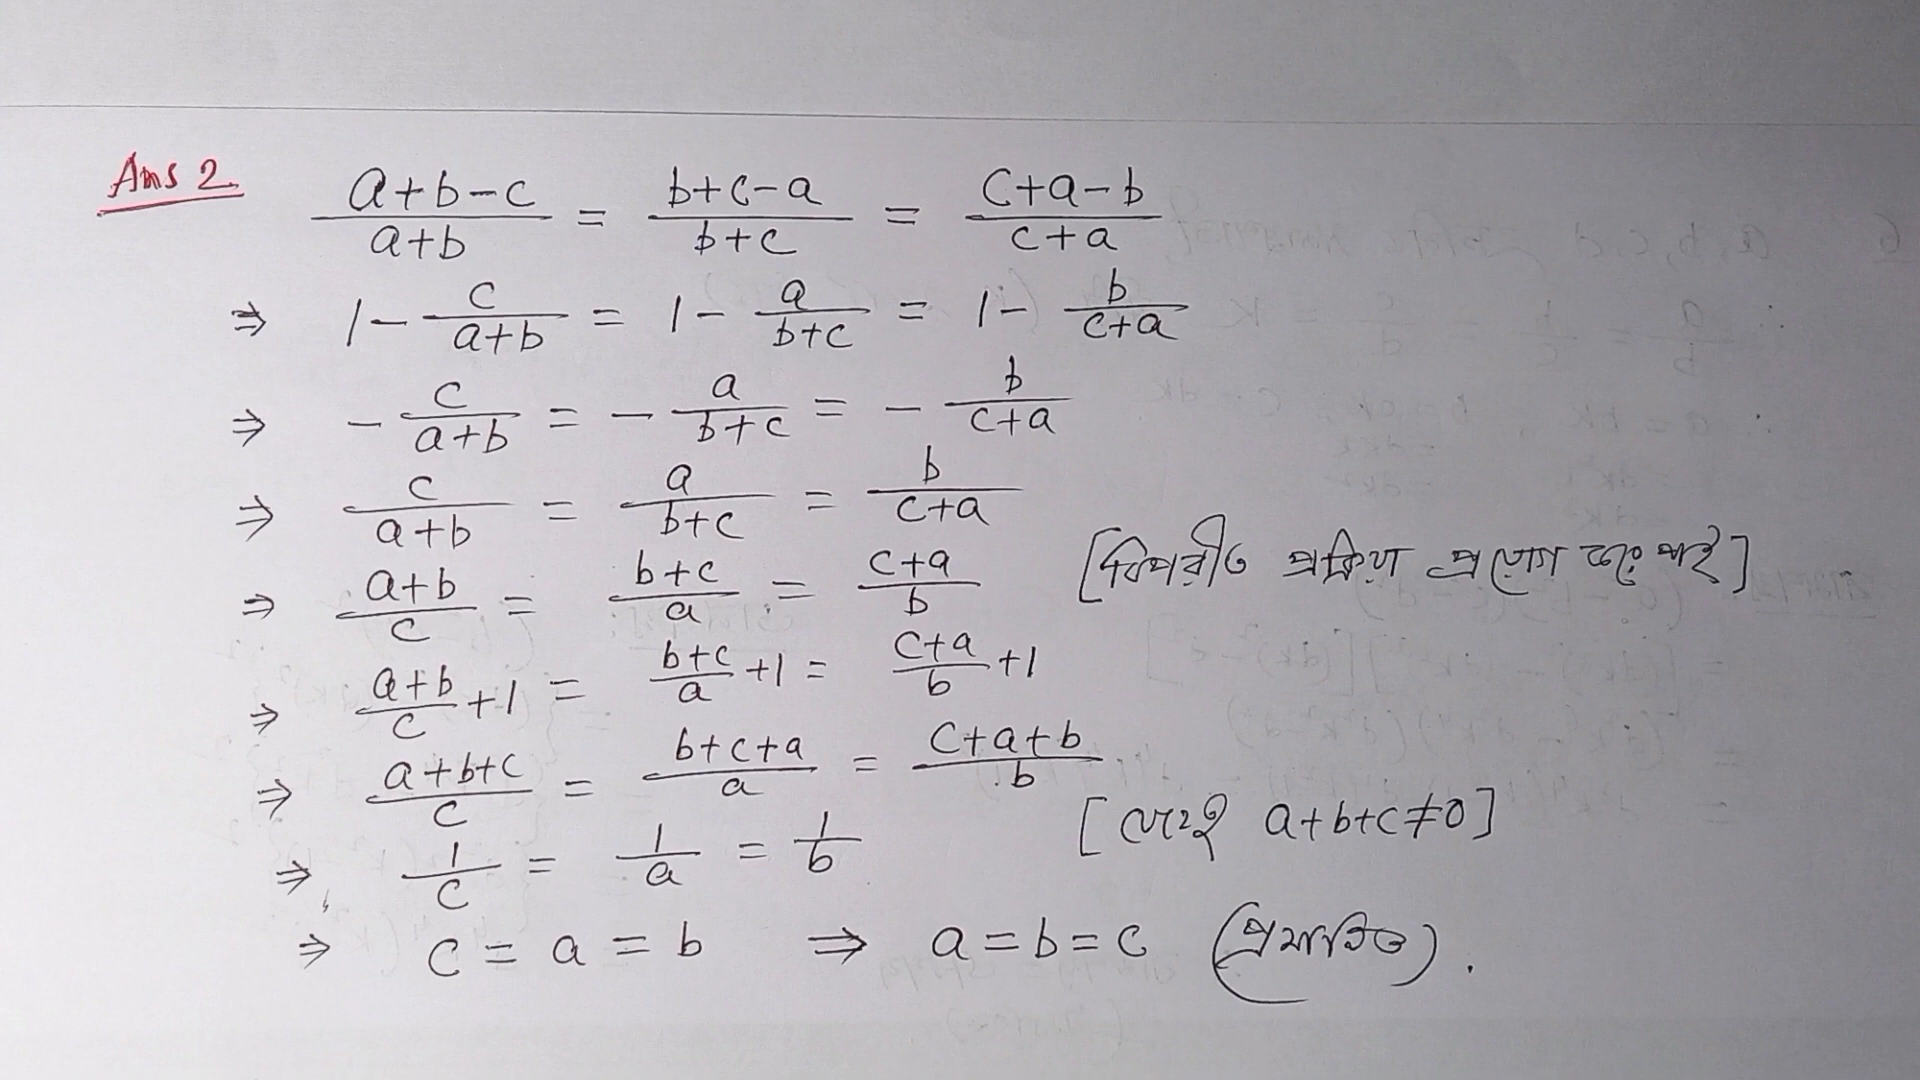 Ans 2. (a+b-c)/(a+b) = (b+c-a)/(b+c) = (c+a-b)/(c+a)
⇒ 1 - c/(a+b) = 1 - a/(b+c) = 1 - b/(c+a)
⇒ - c/(a+b) = - a/(b+c) = - b/(c+a)
⇒ c/(a+b) = a/(b+c) = b/(c+a)
⇒ (a+b)/c = (b+c)/a = (c+a)/b [বিপরীত প্রক্রিয়া প্রয়োগ করে পাই]
⇒ (a+b)/c + 1 = (b+c)/a + 1 = (c+a)/b + 1
⇒ (a+b+c)/c = (b+c+a)/a = (c+a+b)/b
[যেহেতু a+b+c≠0]
⇒ 1/c = 1/a = 1/b
⇒ c = a = b ⇒ a = b = c (প্রমাণিত).